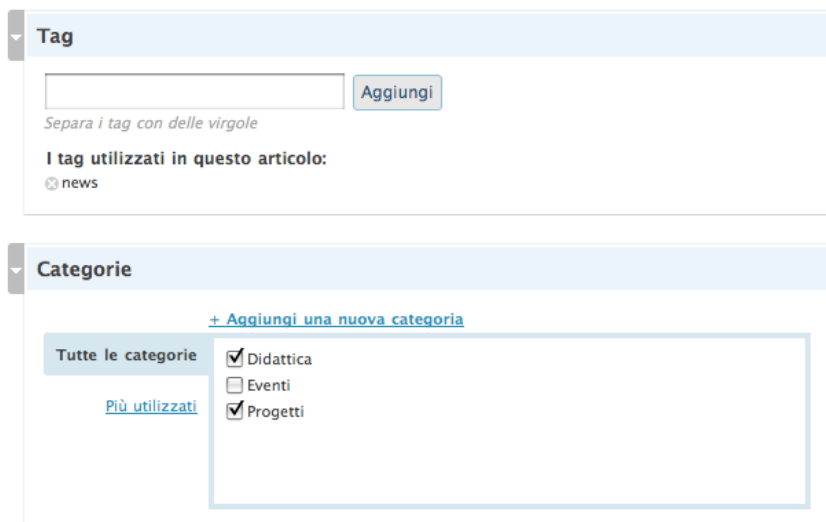 Tag
Aggiungi
Separa i tag con delle virgole
I tag utilizzati in questo articolo:
news
Categorie
+ Aggiungi una nuova categoria
Tutte le categorie
Didattica
Eventi
Più utilizzati
Progetti